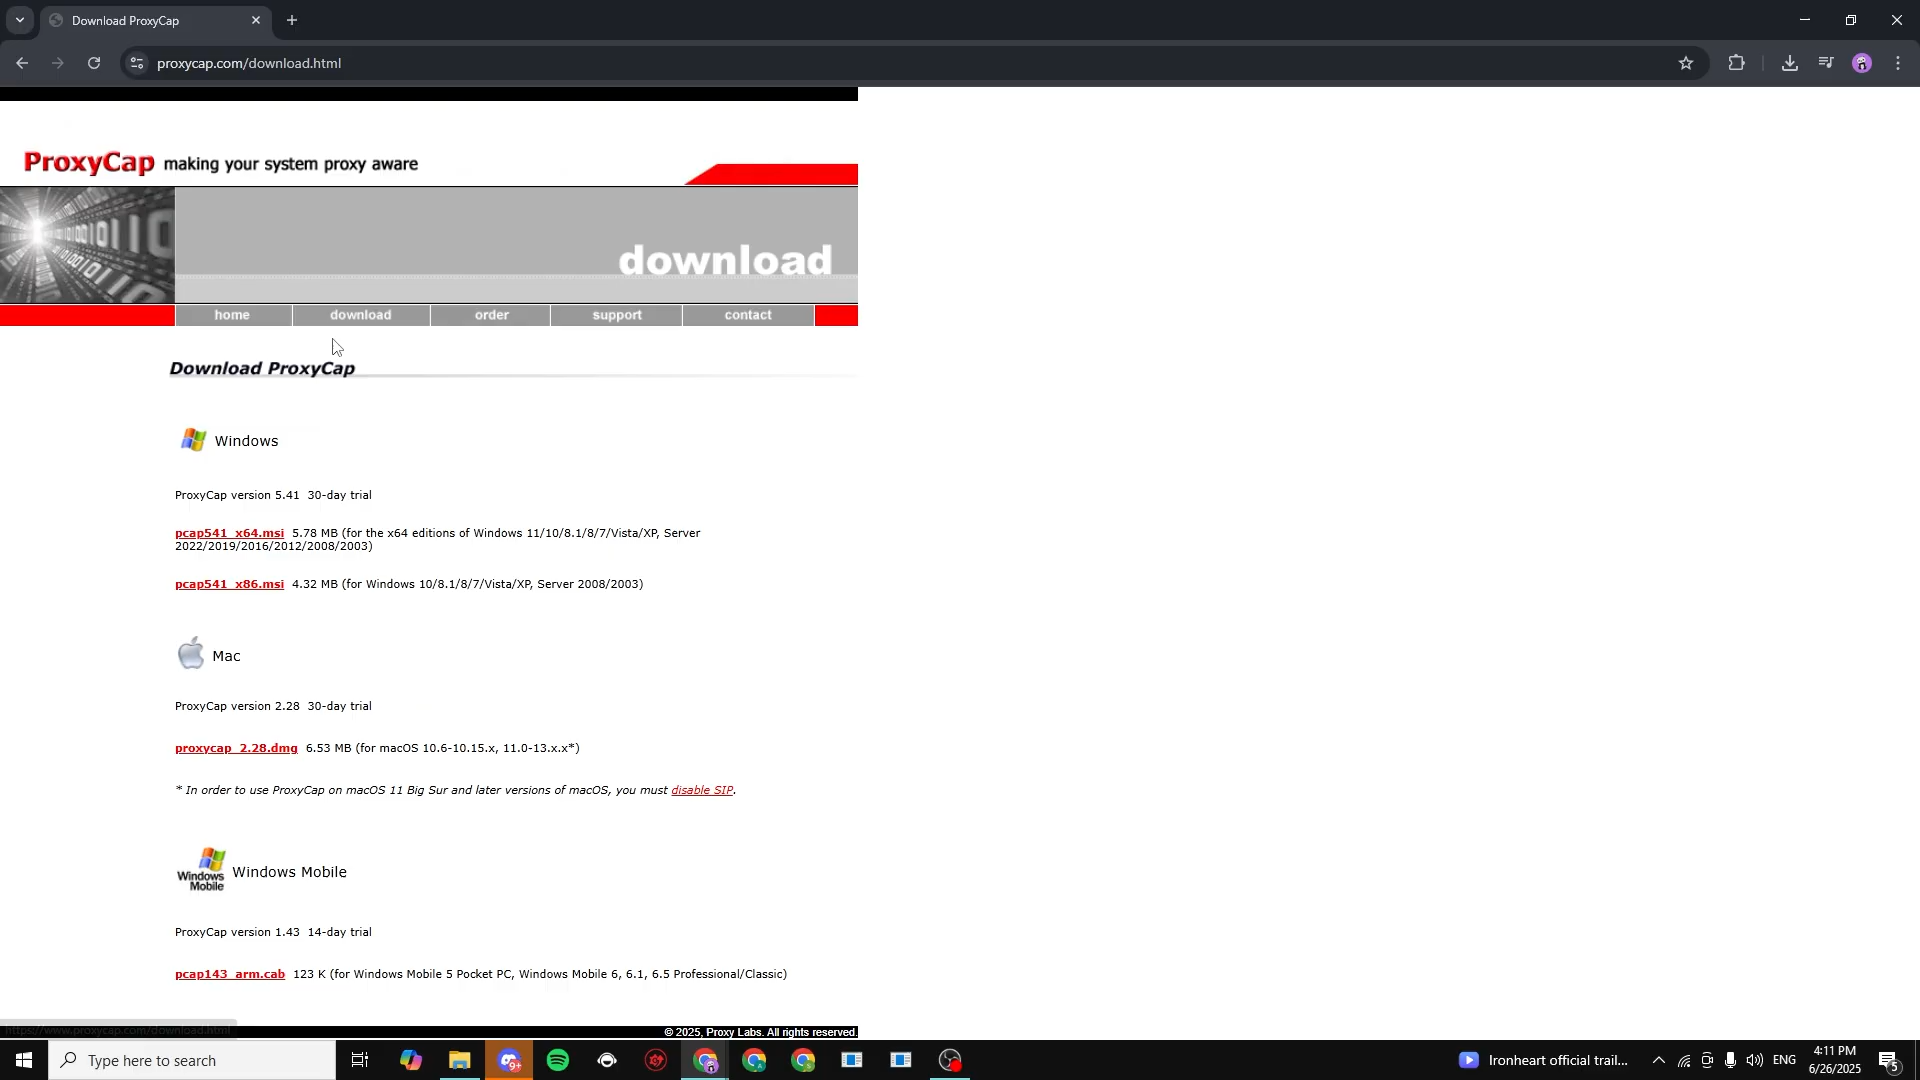 Download ProxyCap
proxycap.com/download.html
ProxyCap making your system proxy aware
download
home download order support contact
Download ProxyCap
Windows
ProxyCap version 5.41 30-day trial
pcap541_x64.msi 5.78 MB (for the x64 editions of Windows 11/10/8.1/8/7/Vista/XP, Server
2022/2019/2016/2012/2008/2003)
pcap541_x86.msi 4.32 MB (for Windows 10/8.1/8/7/Vista/XP, Server 2008/2003)
Mac
ProxyCap version 2.28 30-day trial
proxycap_2.28.dmg 6.53 MB (for macOS 10.6-10.15.x, 11.0-13.x.x*)
* In order to use ProxyCap on macOS 11 Big Sur and later versions of macOS, you must disable SIP.
Windows
Mobile
Windows Mobile
ProxyCap version 1.43 14-day trial
pcap143_arm.cab 123 K (for Windows Mobile 5 Pocket PC, Windows Mobile 6, 6.1, 6.5 Professional/Classic)
https://www.proxycap.com/download.html
© 2025, Proxy Labs. All rights reserved.
Type here to search
9+
Ironheart official trail...
ENG
4:11 PM
6/26/2025
5